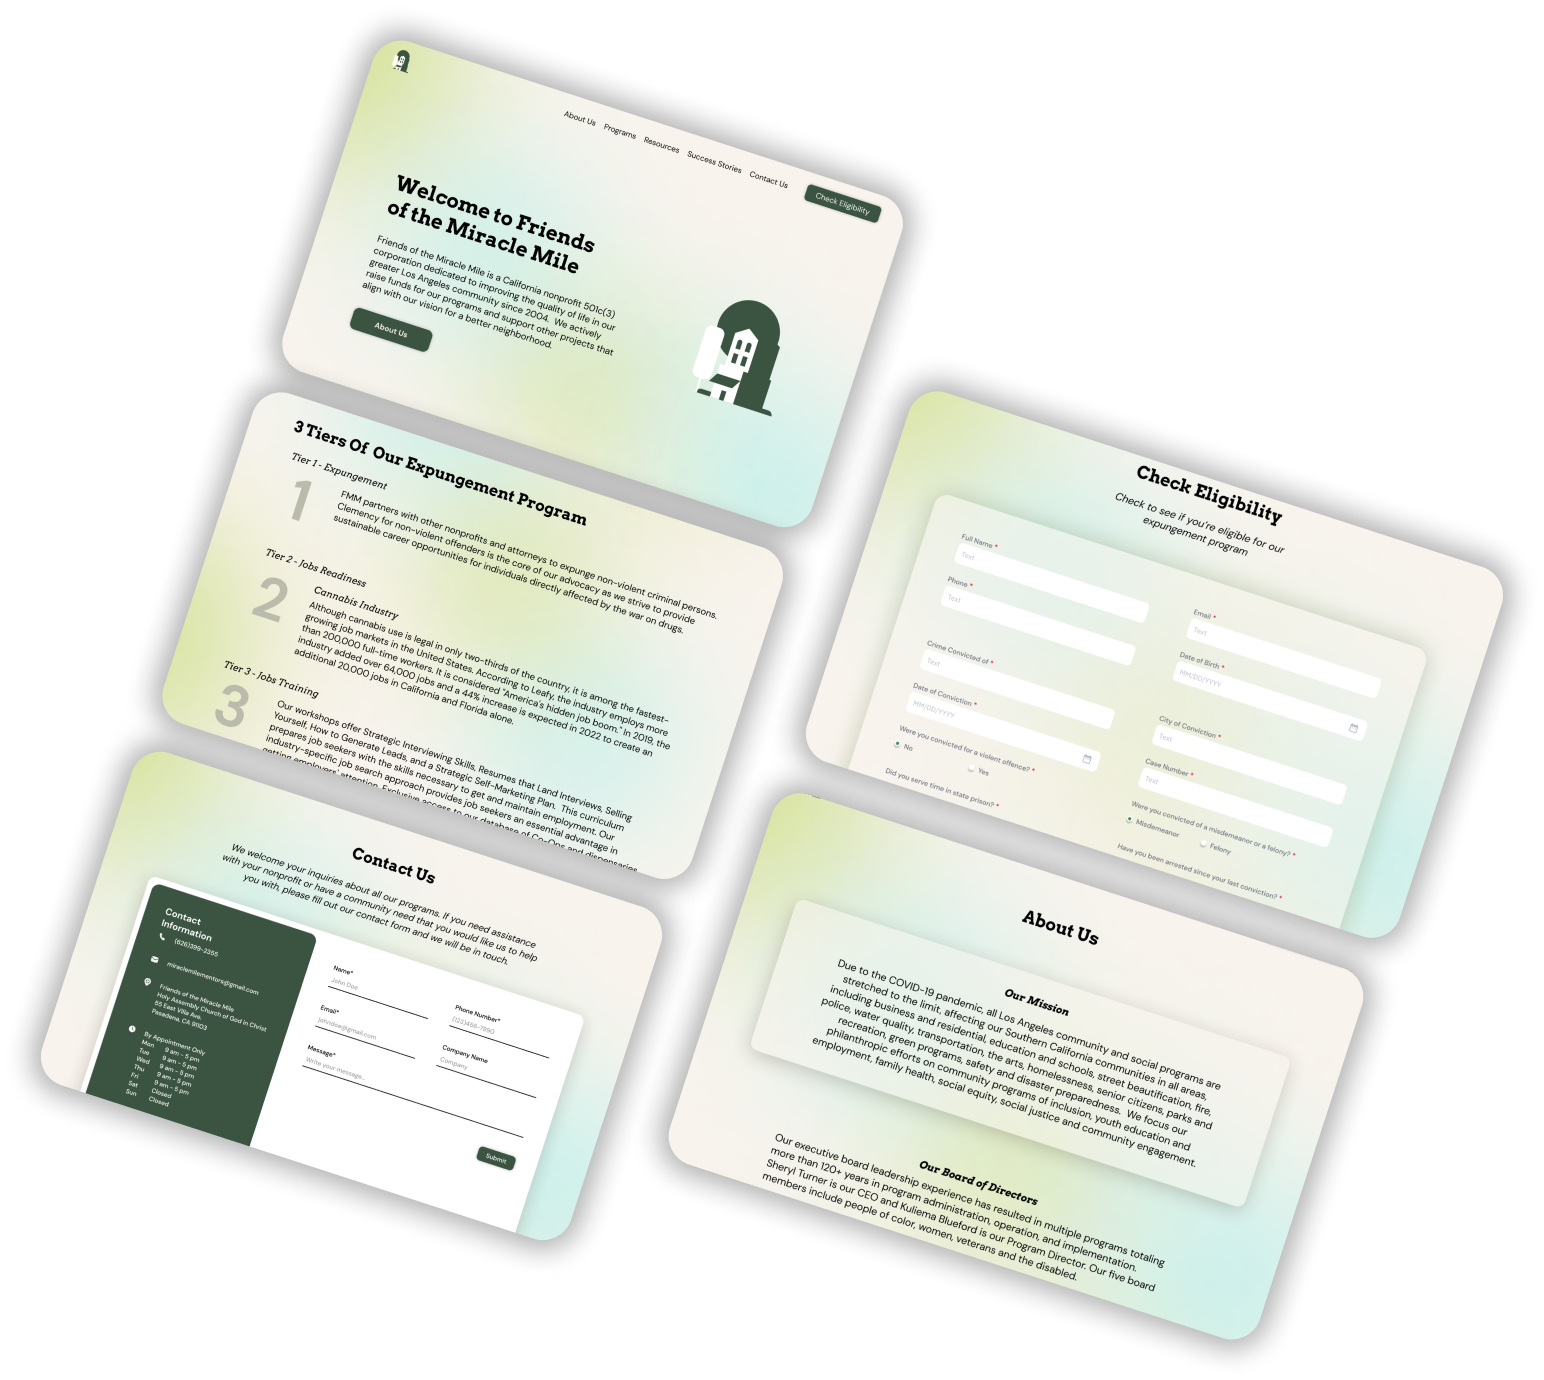 About Us
Programs
Resources
Success Stories
Contact Us
Check Eligibility
Welcome to Friends
of the Miracle Mile
Friends of the Miracle Mile is a California nonprofit 501c(3)
corporation dedicated to improving the quality of life in our
greater Los Angeles community since 2004. We actively
raise funds for our programs and support other projects that
align with our vision for a better neighborhood.
About Us
3 Tiers Of Our Expungement Program
Tier 1 - Expungement
1
FMM partners with other nonprofits and attorneys to expunge non-violent criminal persons.
Clemency for non-violent offenders is the core of our advocacy as we strive to provide
sustainable career opportunities for individuals directly affected by the war on drugs.
Tier 2 - Jobs Readiness
2
Cannabis Industry
Although cannabis use is legal in only two-thirds of the country, it is among the fastest-
growing job markets in the United States. According to Leafy, the industry employs more
than 200,000 full-time workers. It is considered "America's hidden job boom." In 2019, the
industry added over 64,000 jobs and a 44% increase is expected in 2022 to create an
additional 20,000 jobs in California and Florida alone.
Tier 3 - Jobs Training
3
Our workshops offer Strategic Interviewing Skills, Resumes that Land Interviews, Selling
Yourself, How to Generate Leads, and a Strategic Self-Marketing Plan. This curriculum
prepares job seekers with the skills necessary to get and maintain employment. Our
industry-specific job search approach provides job seekers an essential advantage in
getting employers' attention. Exclusive access to our database of Co-Ops and dispensaries
Contact Us
We welcome your inquiries about all our programs. If you need assistance
with your nonprofit or have a community need that you would like us to help
you with, please fill out our contact form and we will be in touch.
Contact
Information
(626)399-2355
miraclemilementors@gmail.com
Friends of the Miracle Mile
Holy Assembly Church of God in Christ
55 East Villa Ave.
Pasadena, CA 91103
By Appointment Only
Mon 9 am - 5 pm
Tue 9 am - 5 pm
Wed 9 am - 5 pm
Thu 9 am - 5 pm
Fri 9 am - 5 pm
Sat Closed
Sun Closed
Name*
John Doe
Phone Number*
(123)456-7890
Email*
johndoe@gmail.com
Company Name
Company
Message*
Write your message..
Submit
Check Eligibility
Check to see if you're eligible for our
expungement program
Full Name *
Text
Email *
Text
Phone *
Text
Date of Birth *
MM/DD/YYYY
Crime Convicted of *
Text
City of Conviction *
Text
Date of Conviction *
MM/DD/YYYY
Case Number *
Text
Were you convicted for a violent offence? *
No
Yes
Were you convicted of a misdemeanor or a felony? *
Misdemeanor
Felony
Did you serve time in state prison? *
Have you been arrested since your last conviction? *
About Us
Our Mission
Due to the COVID-19 pandemic, all Los Angeles community and social programs are
stretched to the limit, affecting our Southern California communities in all areas,
including business and residential, education and schools, street beautification, fire,
police, water quality, transportation, the arts, homelessness, senior citizens, parks and
recreation, green programs, safety and disaster preparedness. We focus our
philanthropic efforts on community programs of inclusion, youth education and
employment, family health, social equity, social justice and community engagement.
Our Board of Directors
Our executive board leadership experience has resulted in multiple programs totaling
more than 120+ years in program administration, operation, and implementation.
Sheryl Turner is our CEO and Kuliema Blueford is our Program Director. Our five board
members include people of color, women, veterans and the disabled.